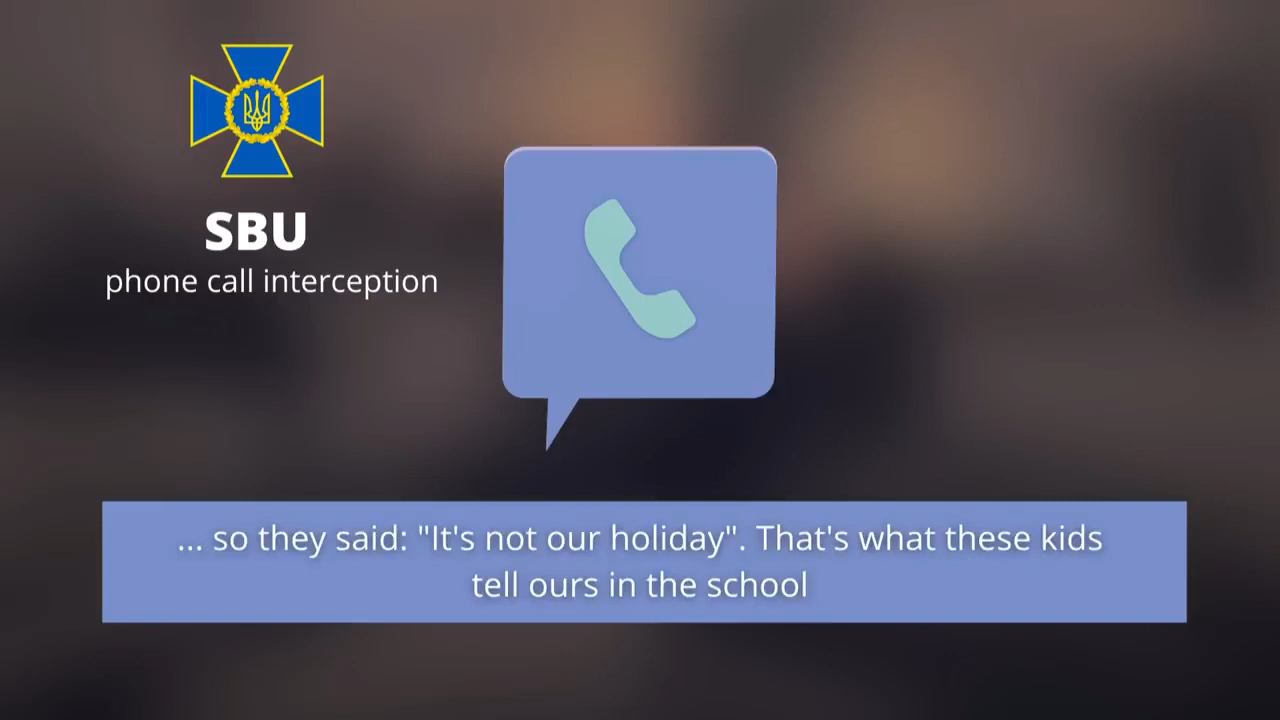 SBU
phone call interception
... so they said: "It's not our holiday". That's what these kids
tell ours in the school